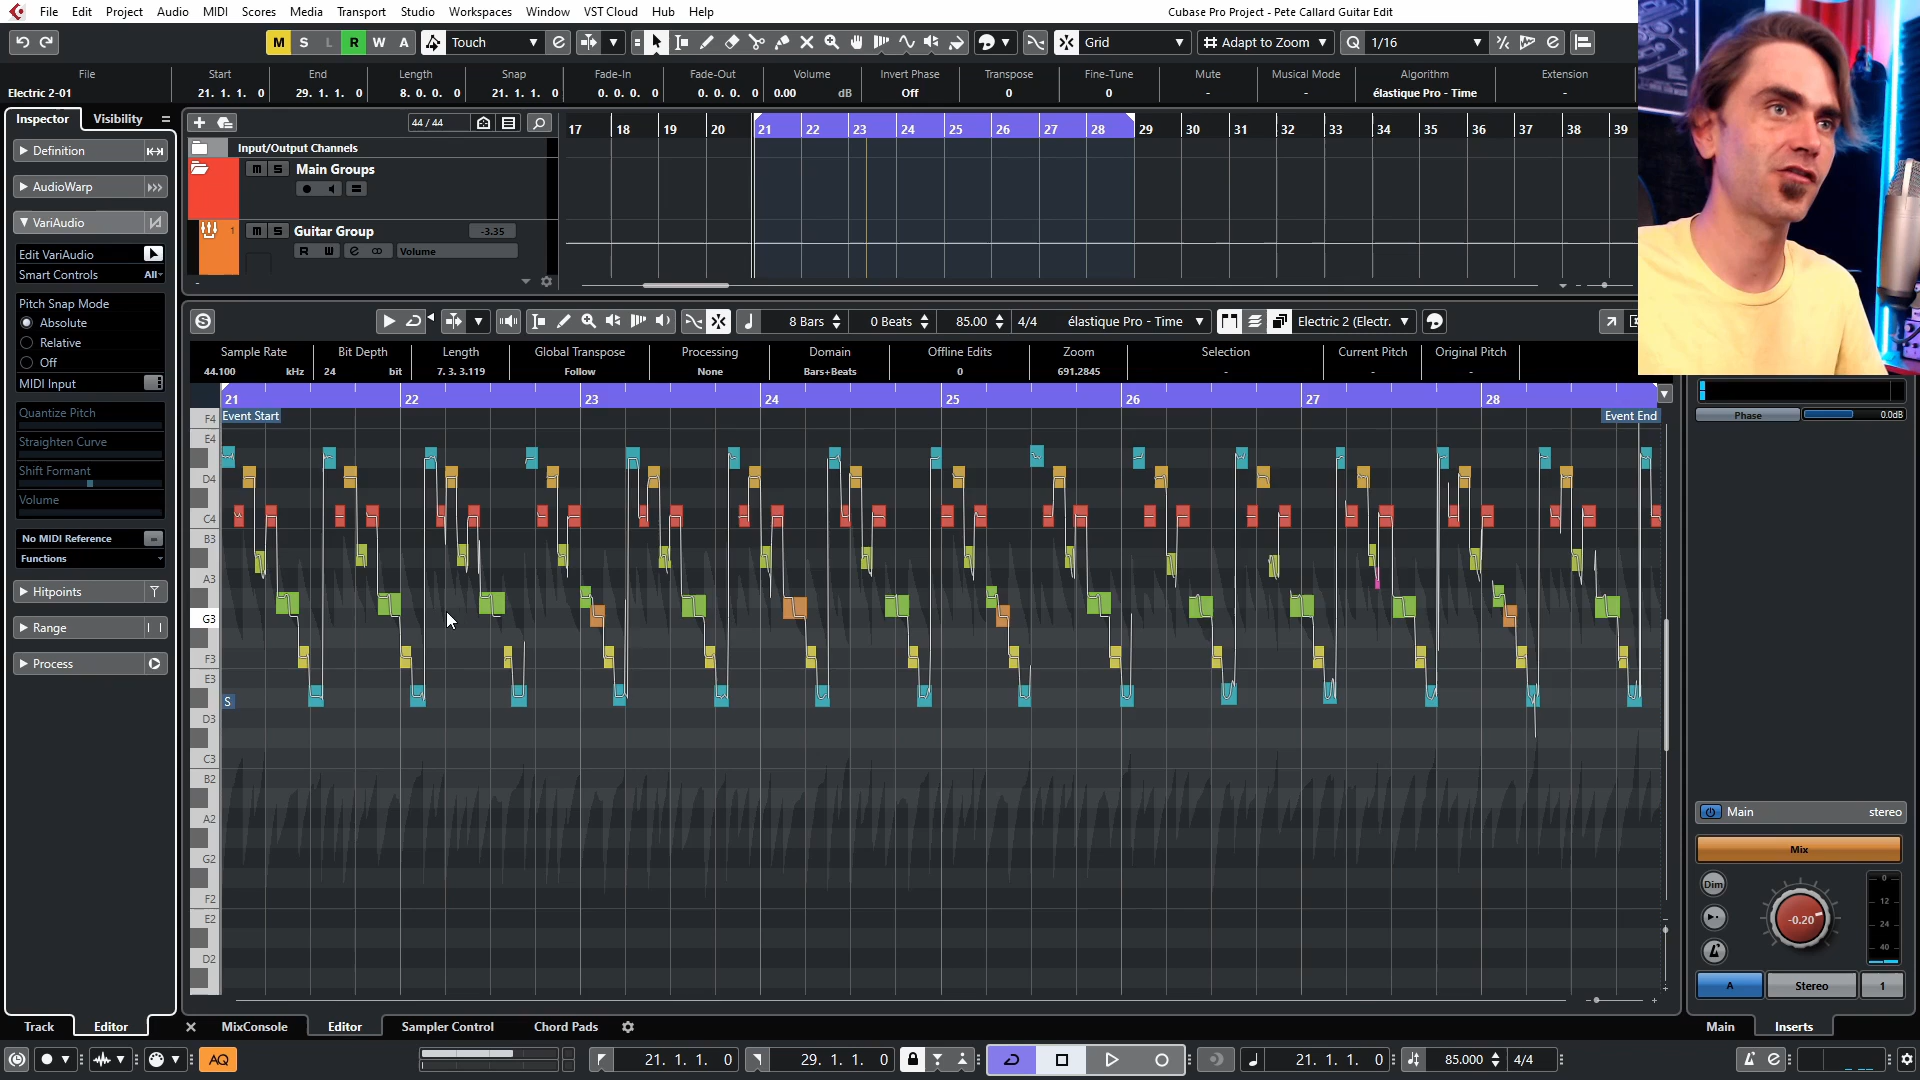 File Edit Project Audio MIDI Scores Media Transport Studio Workspaces Window VST Cloud Hub Help
Cubase Pro Project - Pete Callard Guitar Edit
M S L R W A Touch Grid Adapt to Zoom Q 1/16
File Start End Length Snap Fade-In Fade-Out Volume Invert Phase Transpose Fine-Tune Mute Musical Mode Algorithm Extension
Electric 2-01 21. 1. 1. 0 29. 1. 1. 0 8. 0. 0. 0 21. 1. 1. 0 0. 0. 0. 0 0. 0. 0. 0 0.00 dB Off 0 0 - - élastique Pro - Time -
Inspector Visibility
44 / 44
17 18 19 20 21 22 23 24 25 26 27 28 29 30 31 32 33 34 35 36 37 38 39
Definition
Input/Output Channels
m S Main Groups
AudioWarp
VariAudio
1 m S Guitar Group -3.35
R W e Volume
Edit VariAudio
Smart Controls All
Pitch Snap Mode
Absolute
Relative
Off
MIDI Input
Quantize Pitch
Straighten Curve
Shift Formant
Volume
No MIDI Reference
Functions
Hitpoints
Range
Process
8 Bars 0 Beats 85.00 4/4 élastique Pro - Time Electric 2 (Electr.
Sample Rate Bit Depth Length Global Transpose Processing Domain Offline Edits Zoom Selection Current Pitch Original Pitch
44.100 kHz 24 bit 7. 3. 3.119 Follow None Bars+Beats 0 691.2845 - - -
21 22 23 24 25 26 27 28
Event Start Event End
F4
E4
D4
C4
B3
A3
G3
F3
E3
S
D3
C3
B2
A2
G2
F2
E2
D2
Phase 0.0dB
Main stereo
Mix
Dim
-0.20
0
12
24
40
A Stereo 1
Track Editor MixConsole Editor Sampler Control Chord Pads Main Inserts
AQ 21. 1. 1. 0 29. 1. 1. 0 21. 1. 1. 0 85.000 4/4